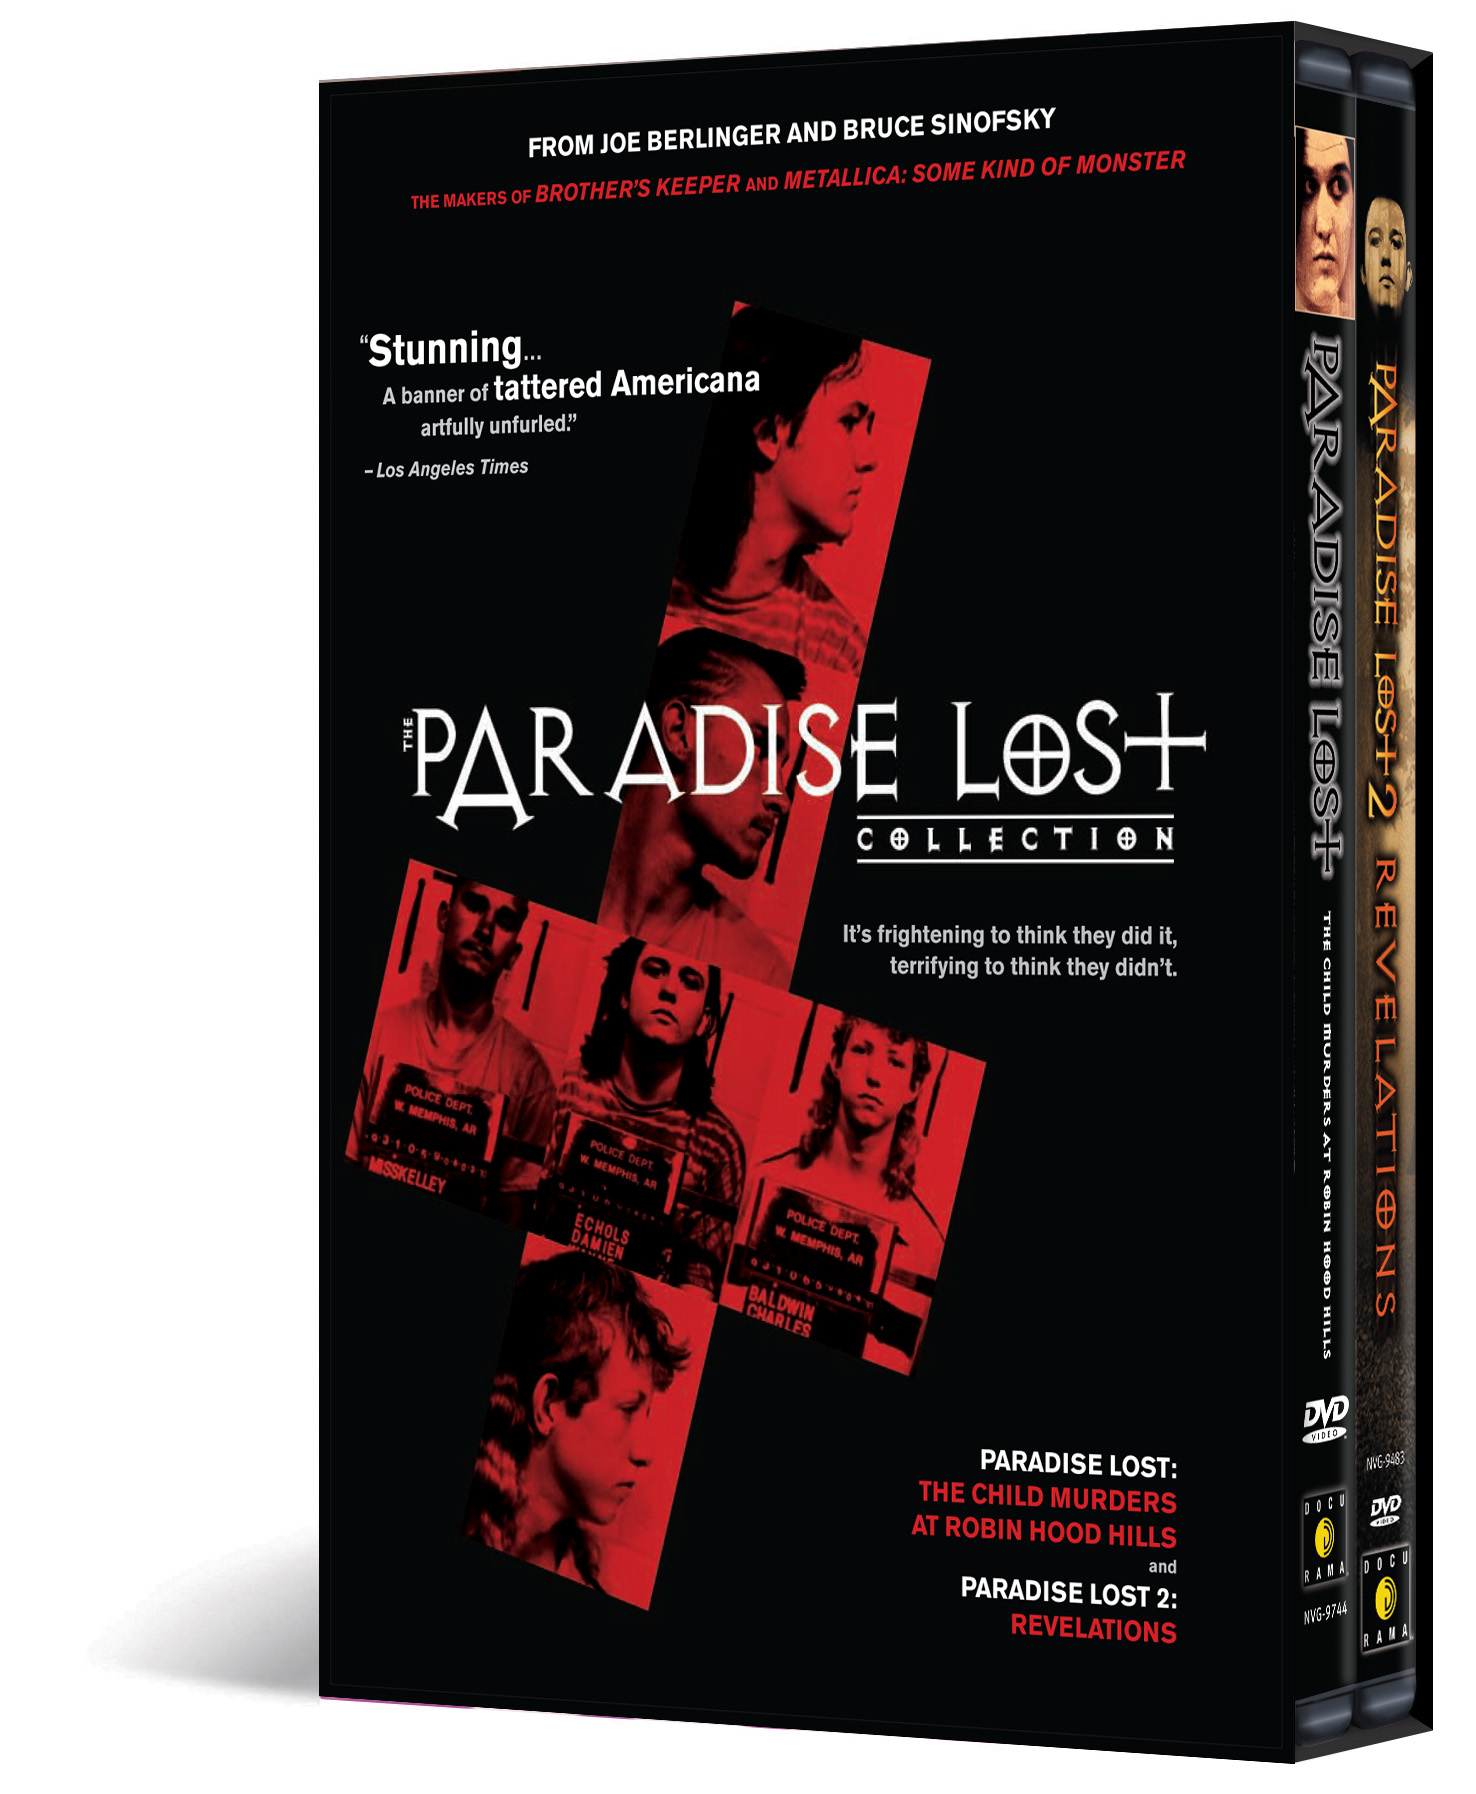 FROM JOE BERLINGER AND BRUCE SINOFSKY
THE MAKERS OF BROTHER'S KEEPER AND METALLICA: SOME KIND OF MONSTER
“Stunning...
A banner of tattered Americana
artfully unfurled.”
– Los Angeles Times
THE PARADISE LOST
COLLECTION
It's frightening to think they did it,
terrifying to think they didn't.
POLICE DEPT.
W. MEMPHIS, AR
MISSKELLEY
POLICE DEPT.
W. MEMPHIS, AR
ECHOLS
DAMIEN
POLICE DEPT.
W. MEMPHIS, AR
BALDWIN
CHARLES
PARADISE LOST:
THE CHILD MURDERS
AT ROBIN HOOD HILLS
and
PARADISE LOST 2:
REVELATIONS
PARADISE LOST
THE CHILD MURDERS AT ROBIN HOOD HILLS
DVD
VIDEO
DOCU
RAMA
NVG-9744
PARADISE LOST 2 REVELATIONS
NVG-9483
DVD
VIDEO
DOCU
RAMA